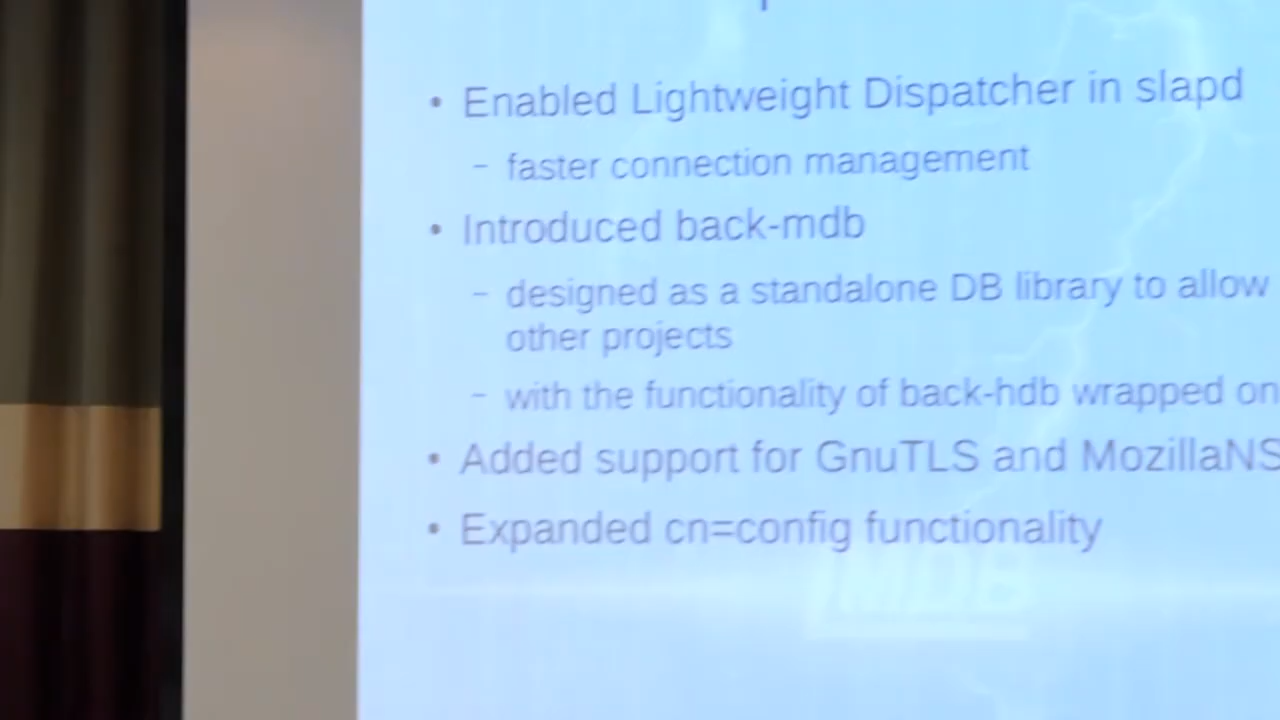 • Enabled Lightweight Dispatcher in slapd
– faster connection management
• Introduced back-mdb
– designed as a standalone DB library to allow
other projects
– with the functionality of back-hdb wrapped on
• Added support for GnuTLS and MozillaNS
• Expanded cn=config functionality
MDB